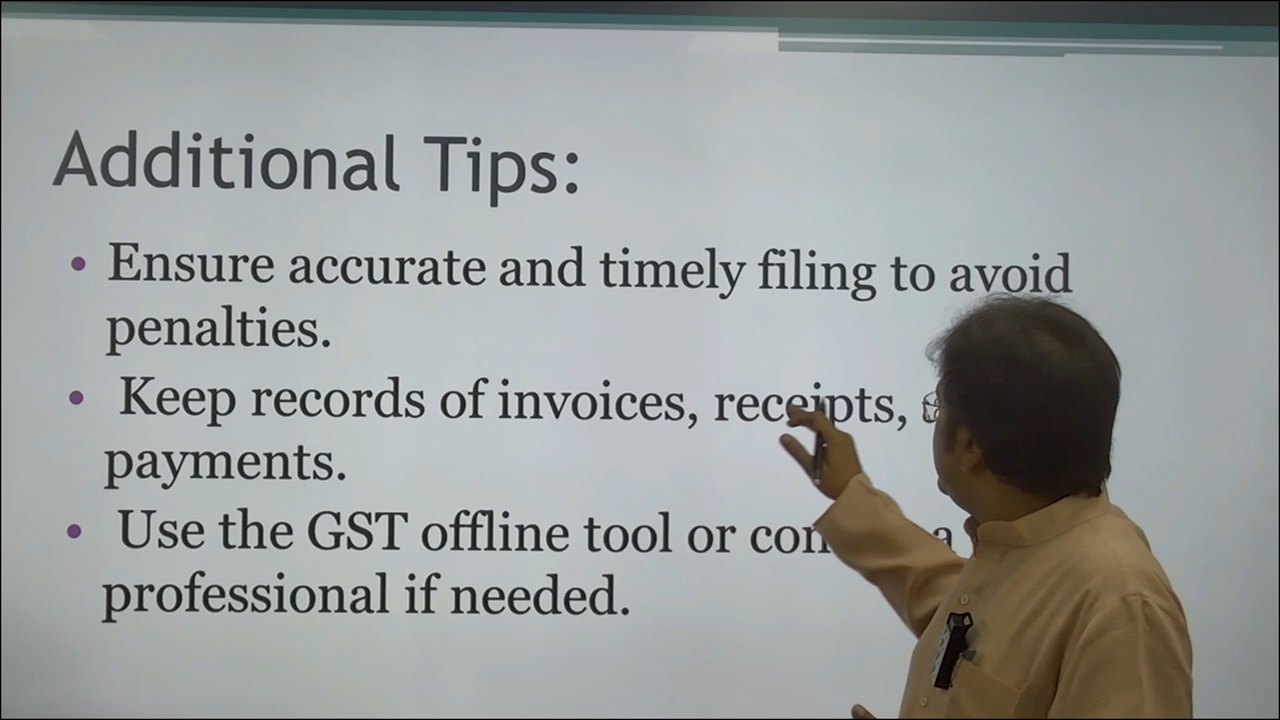 Additional Tips:
• Ensure accurate and timely filing to avoid
penalties.
• Keep records of invoices, receipts,
payments.
• Use the GST offline tool or a
professional if needed.